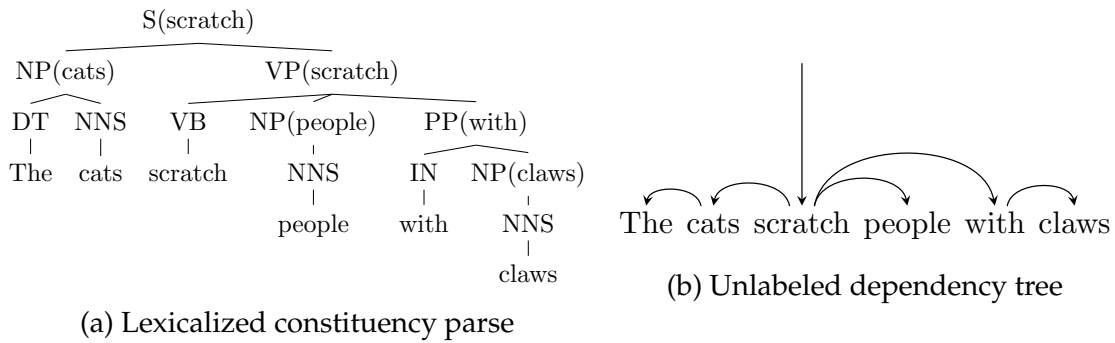 S(scratch)
NP(cats) VP(scratch)
DT NNS VB NP(people) PP(with)
The cats scratch NNS IN NP(claws)
people with NNS
claws
(a) Lexicalized constituency parse
The cats scratch people with claws
(b) Unlabeled dependency tree